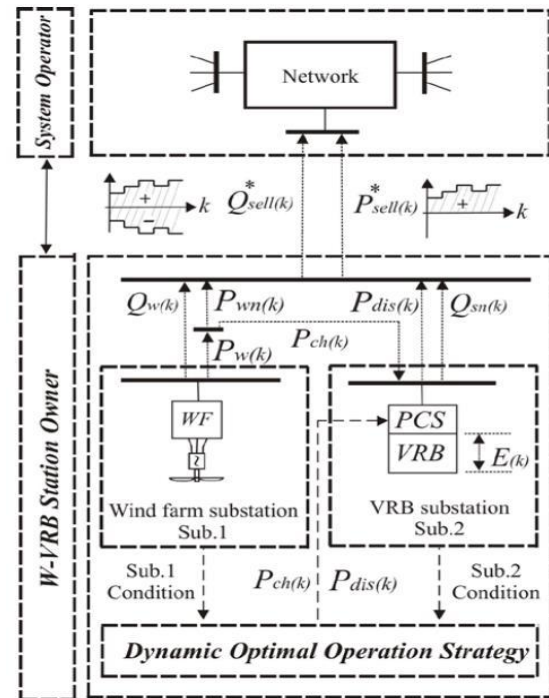 System Operator
Network
k
+
−
Q*sell(k)
P*sell(k)
+
k
W-VRB Station Owner
Qw(k)
Pwn(k)
Pdis(k)
Qsn(k)
Pw(k)
Pch(k)
WF
~
PCS
VRB
E(k)
Wind farm substation
Sub.1
VRB substation
Sub.2
Sub.1
Condition
Pch(k)
Pdis(k)
Sub.2
Condition
Dynamic Optimal Operation Strategy